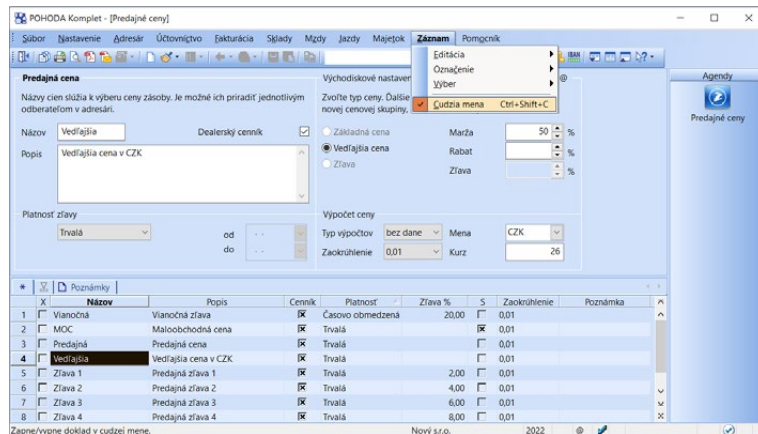 POHODA Komplet - [Predajné ceny]
Súbor Nastavenie Adresár Účtovníctvo Fakturácia Sklady Mzdy Jazdy Majetok Záznam Pomocník
Editácia
Označenie
Výber
Cudzia mena Ctrl+Shift+C
IBAN
Agendy
Predajné ceny
Predajná cena
Názvy cien slúžia k výberu ceny zásoby. Je možné ich priradiť jednotlivým
odberateľom v adresári.
Názov Vedľajšia Dealerský cenník
Popis Vedľajšia cena v CZK
Platnosť zľavy
Trvalá od . .
do . .
Východiskové nastaven @
Zvoľte typ ceny. Ďalšie
novej cenovej skupiny,
Základná cena Marža 50 %
Vedľajšia cena Rabat %
Zľava Zľava %
Výpočet ceny
Typ výpočtov bez dane Mena CZK
Zaokrúhlenie 0,01 Kurz 26
* Poznámky
X Názov Popis Cenník Platnosť Zľava % S Zaokrúhlenie Poznámka
1 Vianočná Vianočná zľava Časovo obmedzená 20,00 0,01
2 MOC Maloobchodná cena Trvalá 0,01
3 Predajná Predajná cena Trvalá 0,01
4 Vedľajšia Vedľajšia cena v CZK Trvalá 0,01
5 Zľava 1 Predajná zľava 1 Trvalá 2,00 0,01
6 Zľava 2 Predajná zľava 2 Trvalá 4,00 0,01
7 Zľava 3 Predajná zľava 3 Trvalá 6,00 0,01
8 Zľava 4 Predajná zľava 4 Trvalá 8,00 0,01
Zapne/vypne doklad v cudzej mene. Nový s.r.o. 2022 @